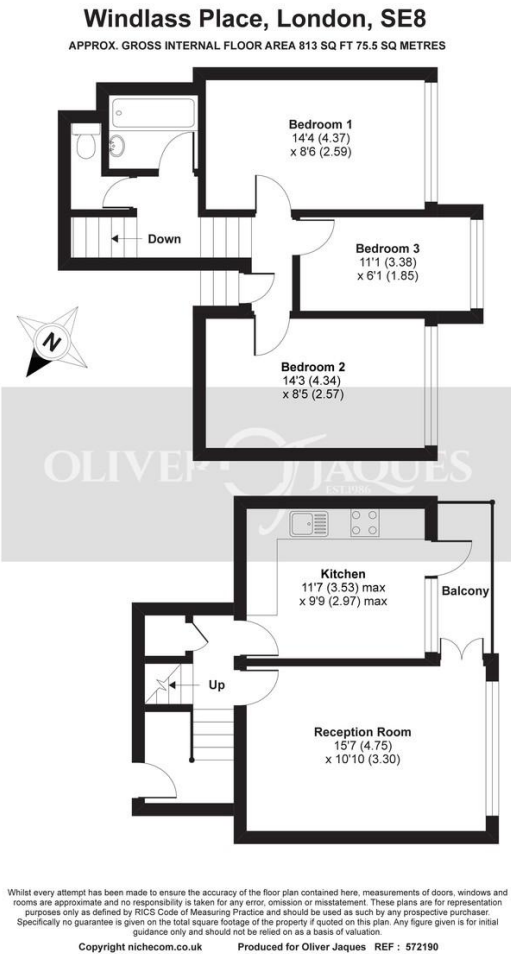 Windlass Place, London, SE8
APPROX. GROSS INTERNAL FLOOR AREA 813 SQ FT 75.5 SQ METRES
Bedroom 1
14'4 (4.37)
x 8'6 (2.59)
Down
Bedroom 3
11'1 (3.38)
x 6'1 (1.85)
N
Bedroom 2
14'3 (4.34)
x 8'5 (2.57)
OLIVER JAQUES
EST 1986
Kitchen
11'7 (3.53) max
x 9'9 (2.97) max
Balcony
Up
Reception Room
15'7 (4.75)
x 10'10 (3.30)
Whilst every attempt has been made to ensure the accuracy of the floor plan contained here, measurements of doors, windows and
rooms are approximate and no responsibility is taken for any error, omission or misstatement. These plans are for representation
purposes only as defined by RICS Code of Measuring Practice and should be used as such by any prospective purchaser.
Specifically no guarantee is given on the total square footage of the property if quoted on this plan. Any figure given is for initial
guidance only and should not be relied on as a basis of valuation.
Copyright nichecom.co.uk Produced for Oliver Jaques REF : 572190